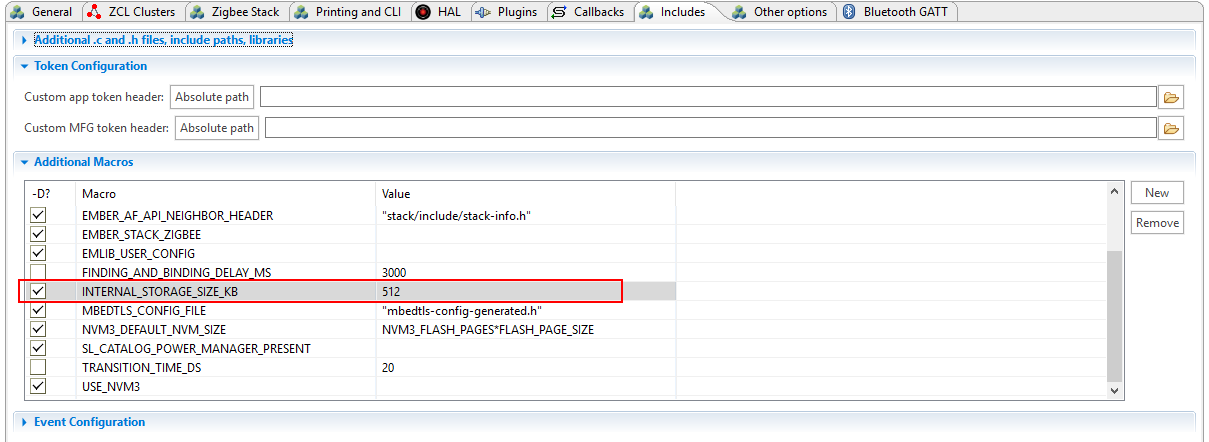 General ZCL Clusters Zigbee Stack Printing and CLI HAL Plugins Callbacks Includes Other options Bluetooth GATT
Additional .c and .h files, include paths, libraries
Token Configuration
Custom app token header: Absolute path
Custom MFG token header: Absolute path
Additional Macros
-D? Macro Value
New
EMBER_AF_API_NEIGHBOR_HEADER "stack/include/stack-info.h"
Remove
EMBER_STACK_ZIGBEE
EMLIB_USER_CONFIG
FINDING_AND_BINDING_DELAY_MS 3000
INTERNAL_STORAGE_SIZE_KB 512
MBEDTLS_CONFIG_FILE "mbedtls-config-generated.h"
NVM3_DEFAULT_NVM_SIZE NVM3_FLASH_PAGES*FLASH_PAGE_SIZE
SL_CATALOG_POWER_MANAGER_PRESENT
TRANSITION_TIME_DS 20
USE_NVM3
Event Configuration